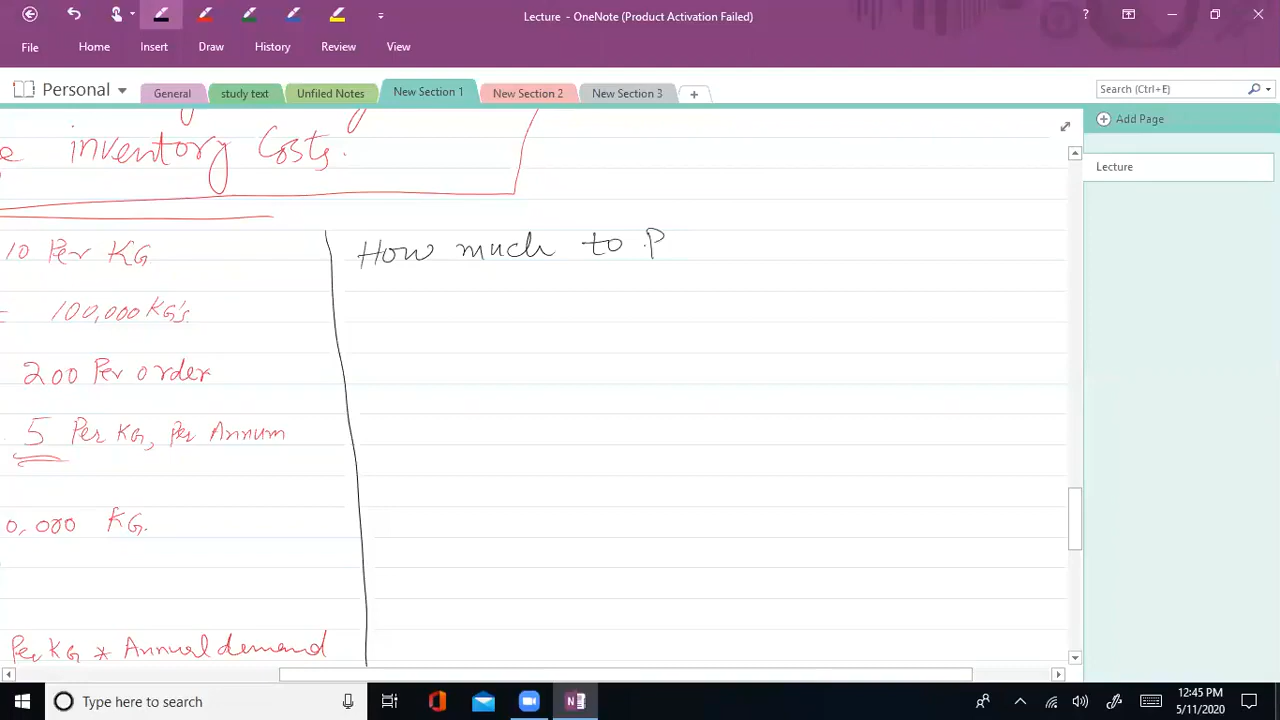 Lecture - OneNote (Product Activation Failed)
File Home Insert Draw History Review View
Personal General study text Unfiled Notes New Section 1 New Section 2 New Section 3
Search (Ctrl+E)
Add Page
Lecture
inventory Costs.
10 Per KG
= 100,000 KG's.
200 Per order
5 Per KG, Per Annum
0,000 KG.
Per KG * Annual demand
How much to P
Type here to search
12:45 PM
5/11/2020